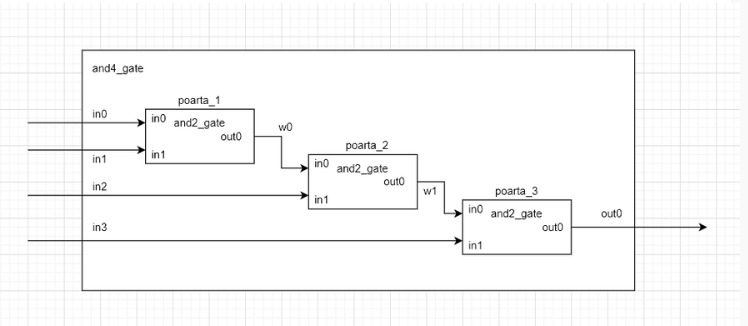 and4_gate
poarta_1
in0
in0
and2_gate
out0
in1
in1
w0
poarta_2
in0
and2_gate
out0
in1
in2
w1
poarta_3
in0
and2_gate
out0
in1
in3
out0